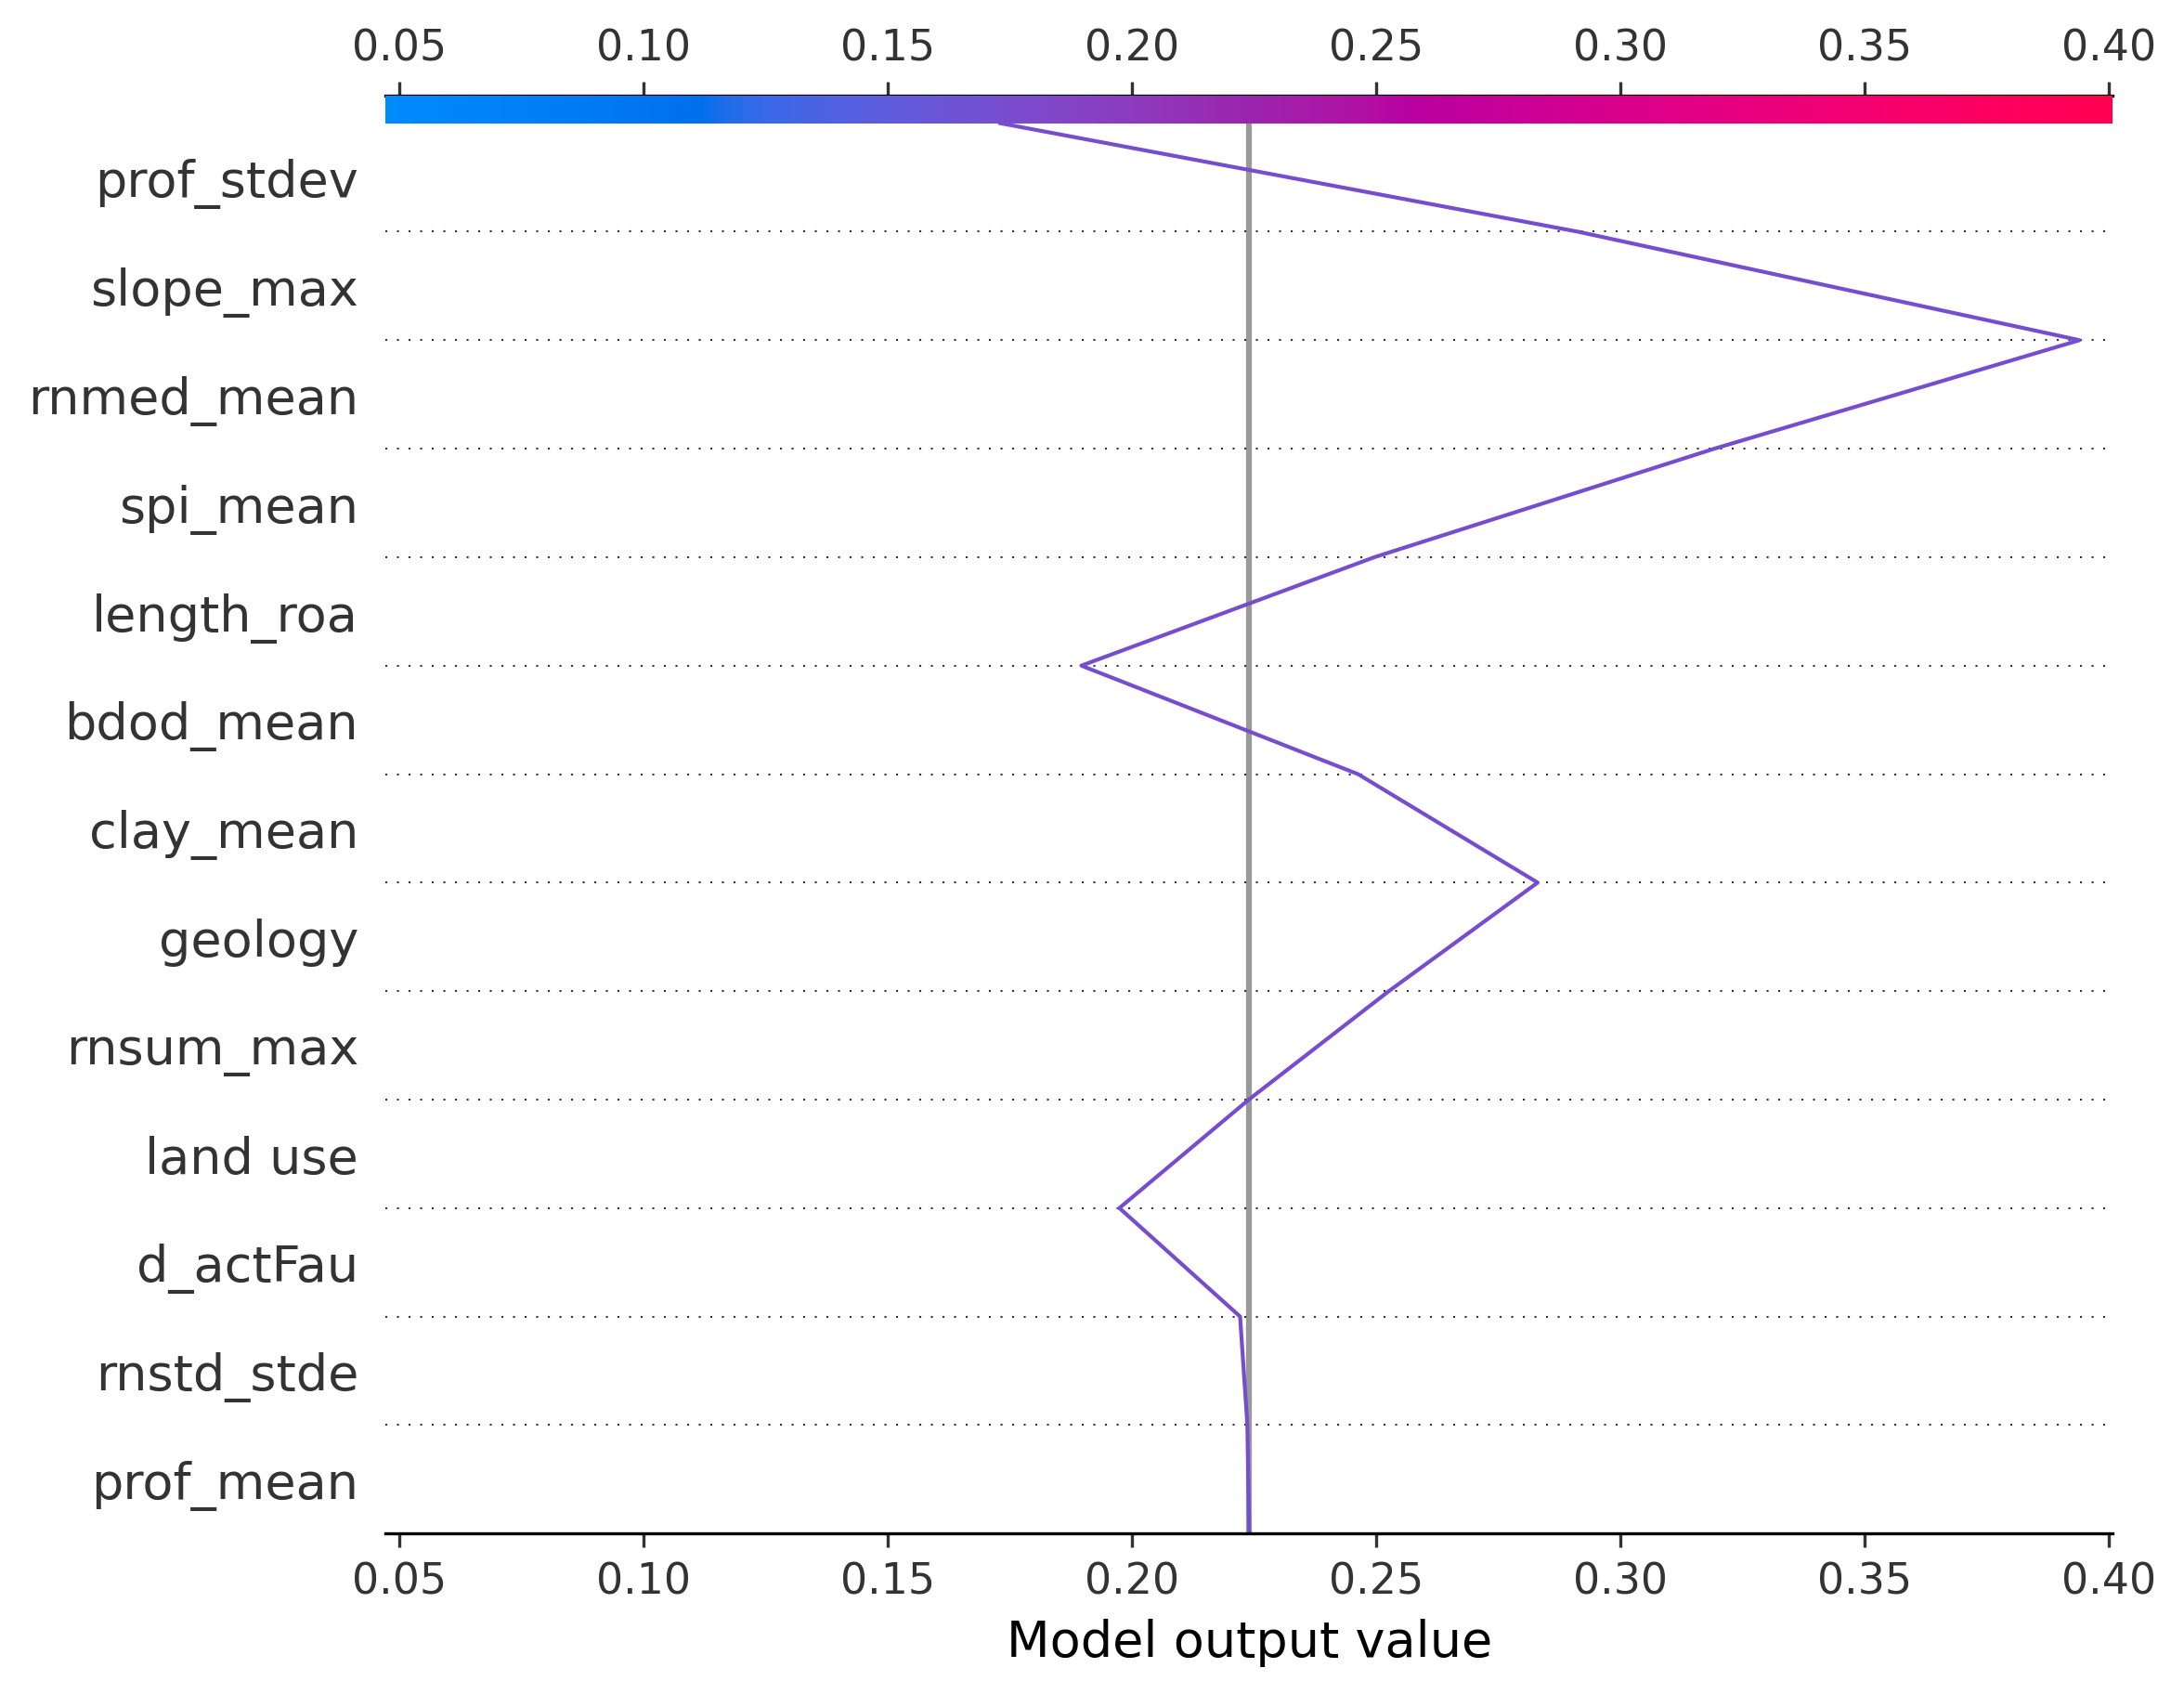 0.05 0.10 0.15 0.20 0.25 0.30 0.35 0.40
prof_stdev
slope_max
rnmed_mean
spi_mean
length_roa
bdod_mean
clay_mean
geology
rnsum_max
land use
d_actFau
rnstd_stde
prof_mean
0.05 0.10 0.15 0.20 0.25 0.30 0.35 0.40
Model output value